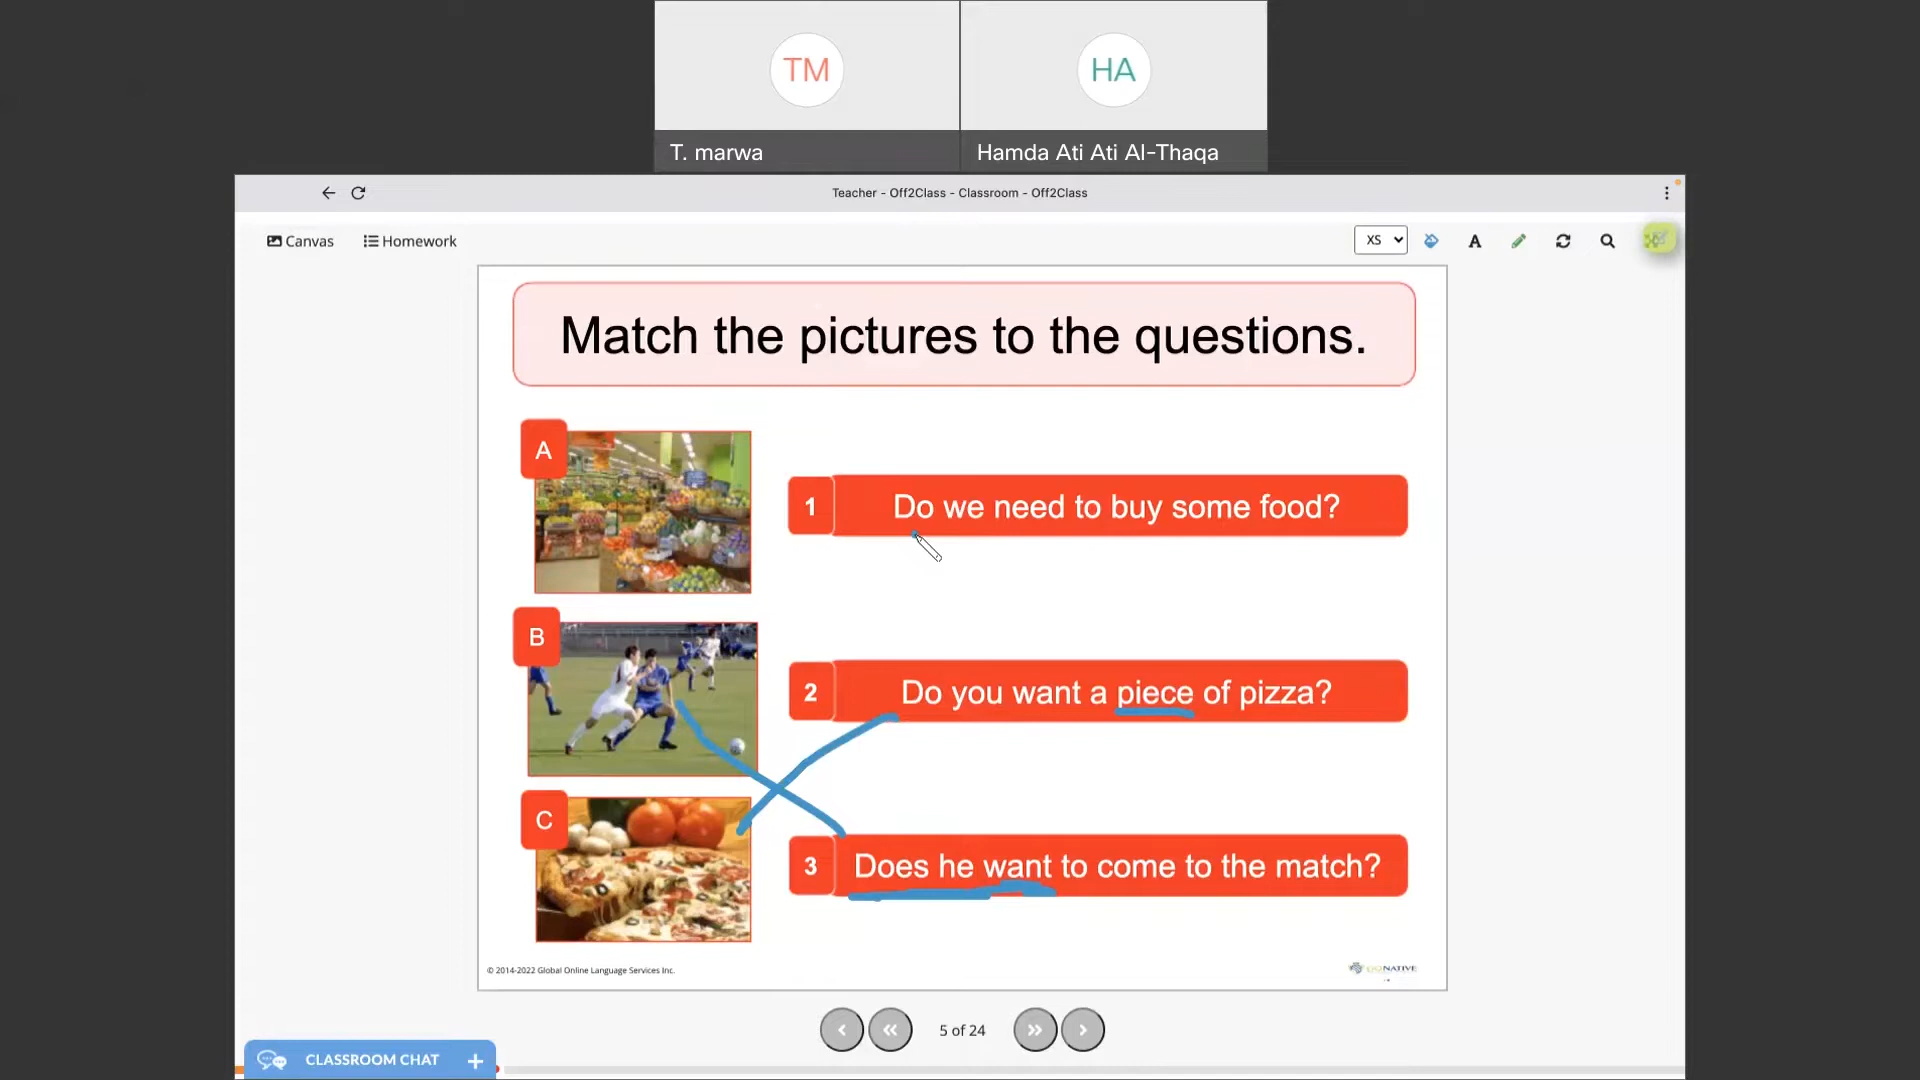 TM
HA
T. marwa
Hamda Ati Ati Al-Thaqa
Teacher - Off2Class - Classroom - Off2Class
Canvas
Homework
XS
A
Match the pictures to the questions.
A
1
Do we need to buy some food?
B
2
Do you want a piece of pizza?
C
3
Does he want to come to the match?
© 2014-2022 Global Online Language Services Inc.
5 of 24
CLASSROOM CHAT